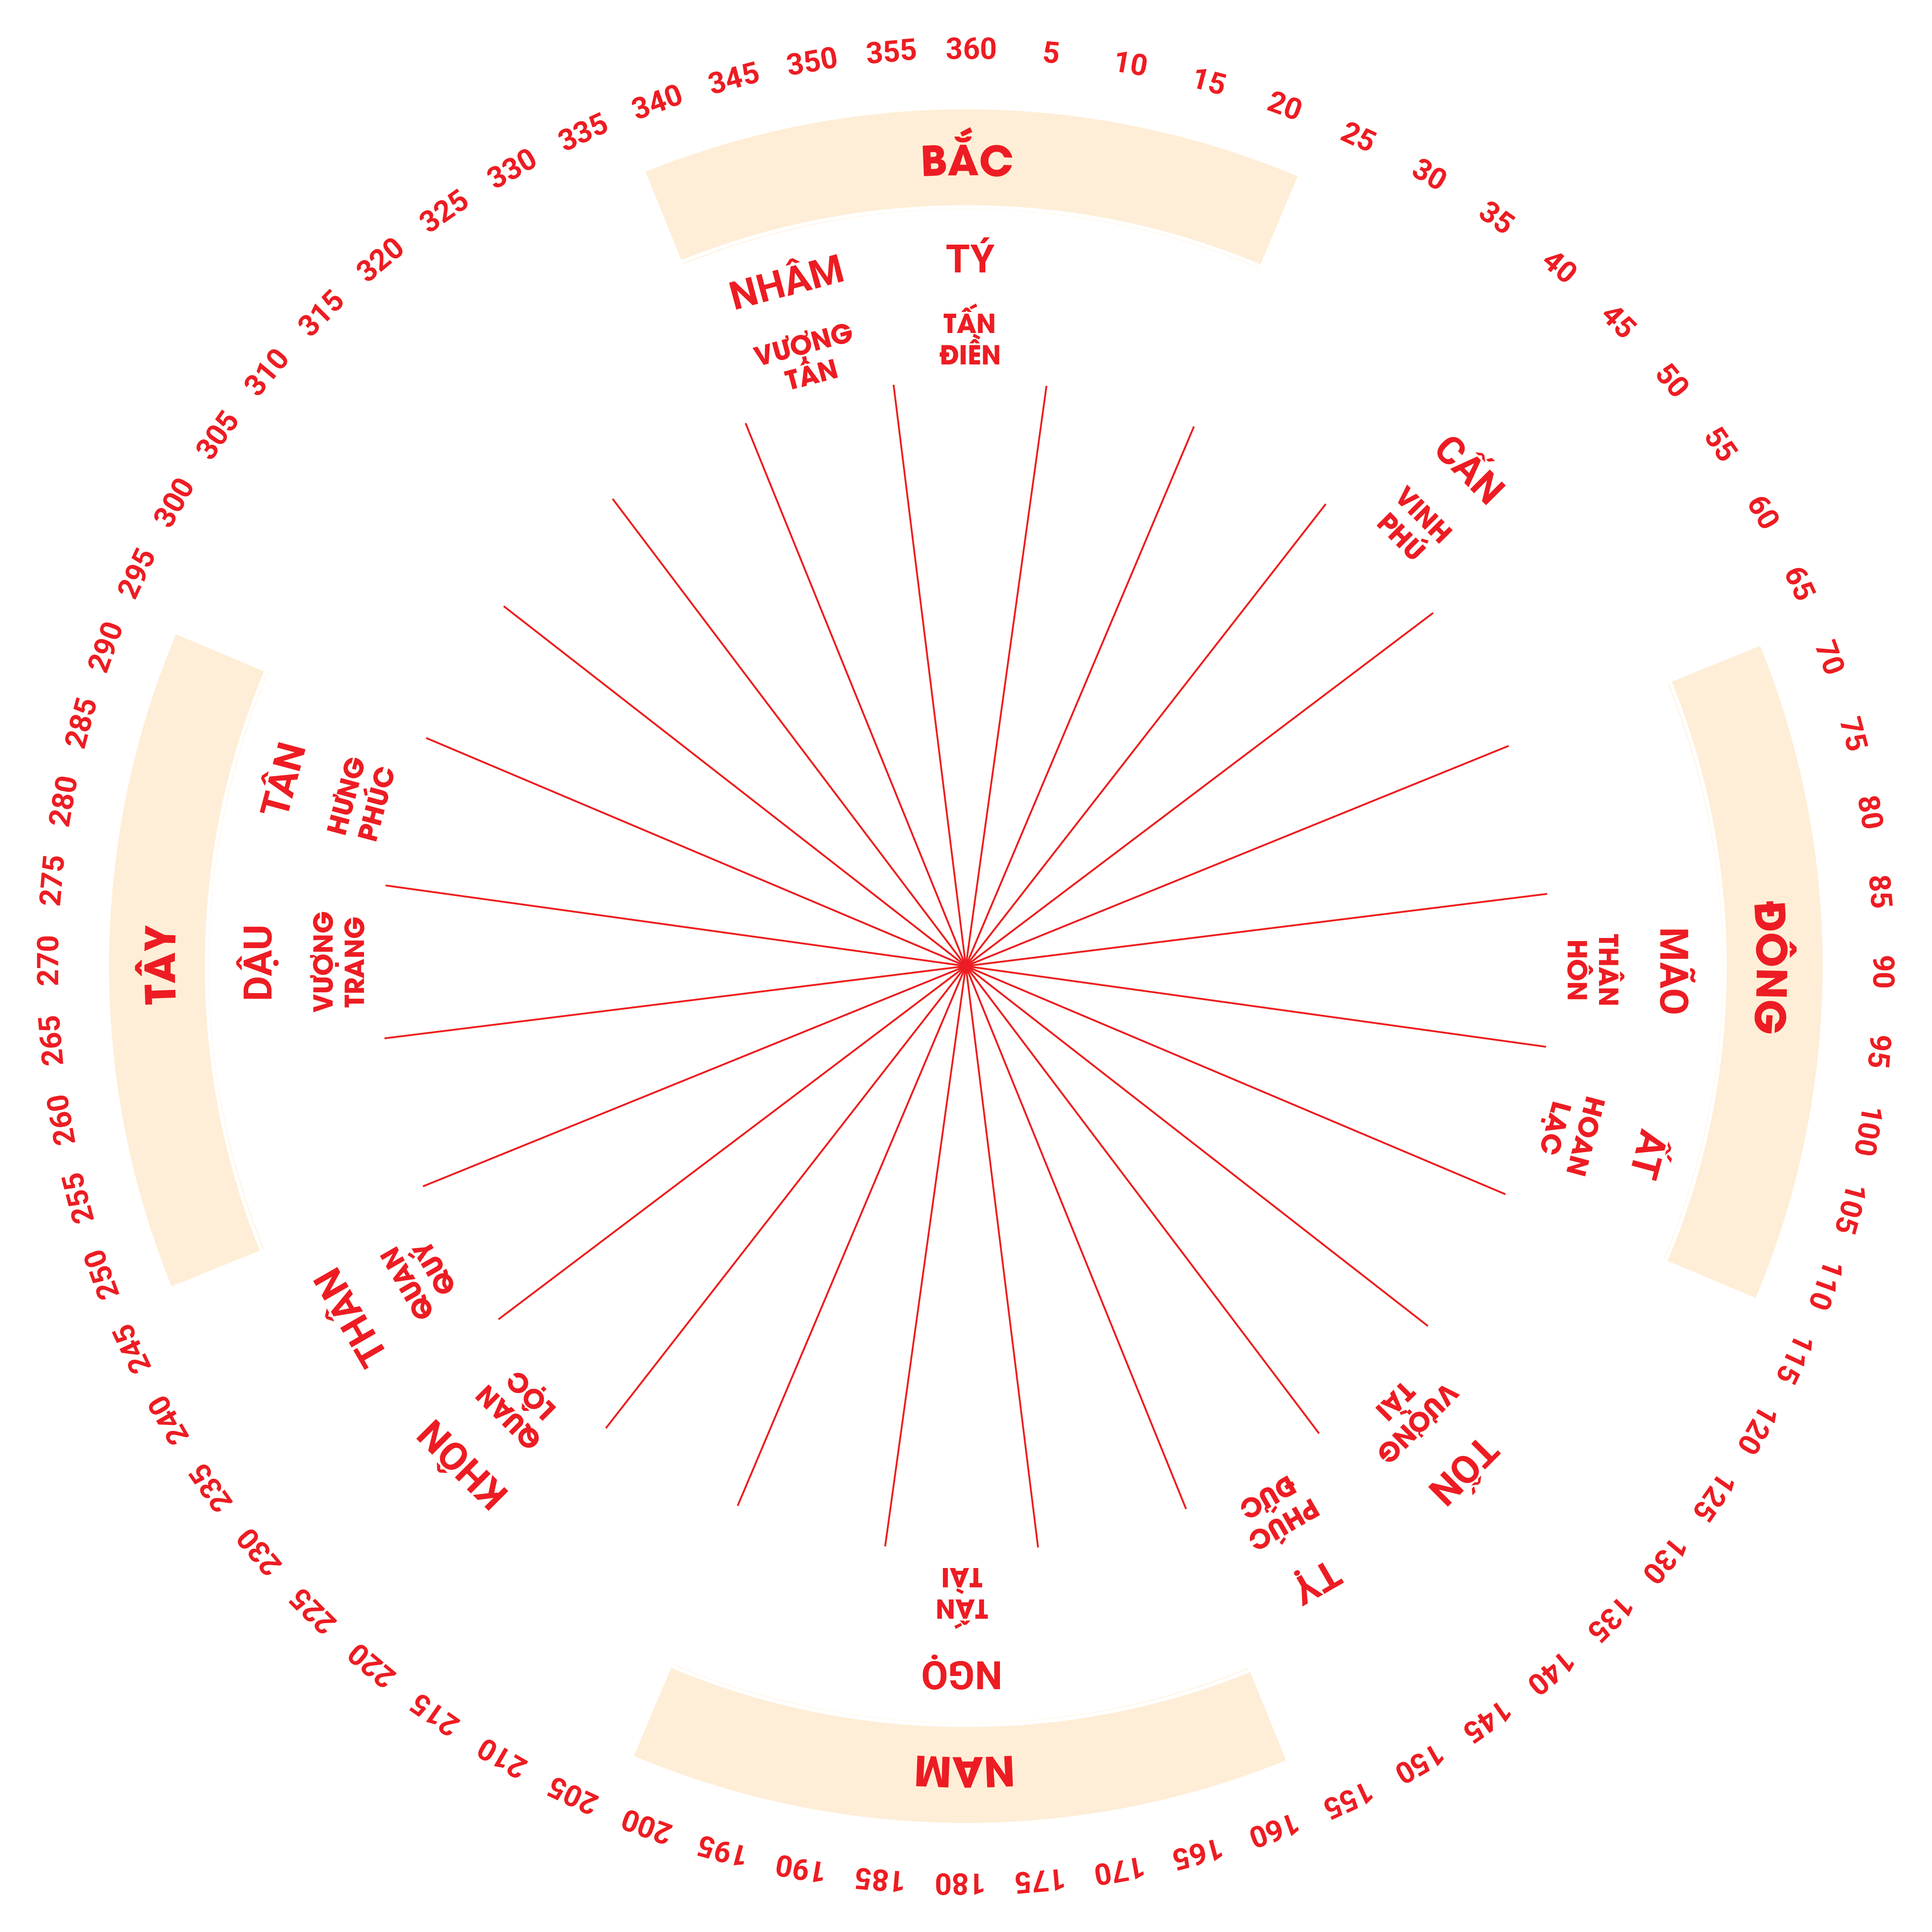 360
5
10
15
20
25
30
35
40
45
50
55
60
65
70
75
80
85
90
95
100
105
110
115
120
125
130
135
140
145
150
155
160
165
170
175
180
185
190
195
200
205
210
215
220
225
230
235
240
245
250
255
260
265
270
275
280
285
290
295
300
305
310
315
320
325
330
335
340
345
350
355
BẮC
TÝ
TẤN
ĐIỀN
CẤN
VINH
PHÚ
ĐÔNG
MÃO
THÂN
HÔN
ẤT
HOAN
LẠC
TỐN
VƯỢNG
TÀI
TỴ
PHÚC
ĐỨC
NAM
NGỌ
TẤN
TÀI
KHÔN
QUAN
LỘC
THÂN
QUAN
QUÝ
TÂY
DẬU
VƯỢNG
TRANG
TÂN
HƯNG
PHÚC
NHÂM
VƯỢNG
TÂN